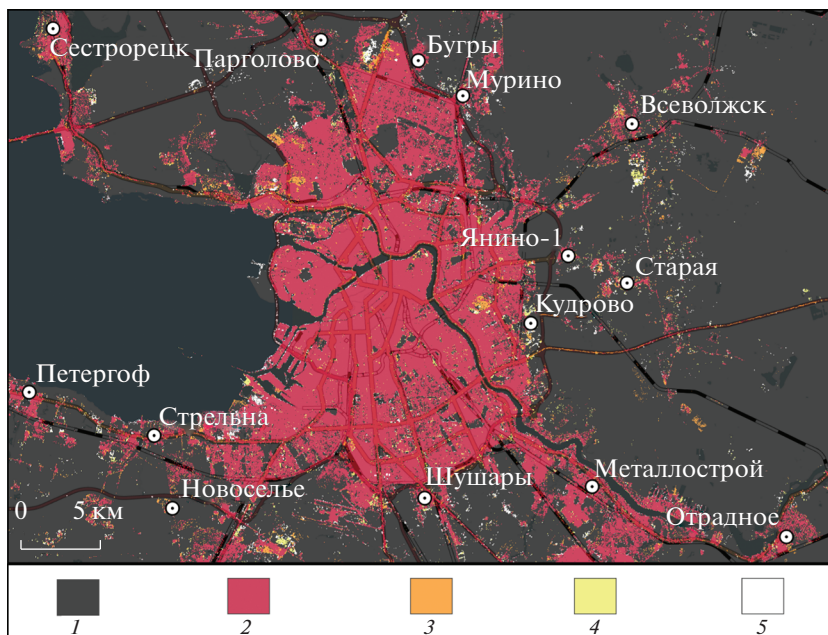 Сестрорецк
Парголово
Бугры
Мурино
Всеволжск
Янино-1
Старая
Кудрово
Петергоф
Стрельна
Новоселье
Шушары
Металлострой
Отрадное
0 5 км
1 2 3 4 5